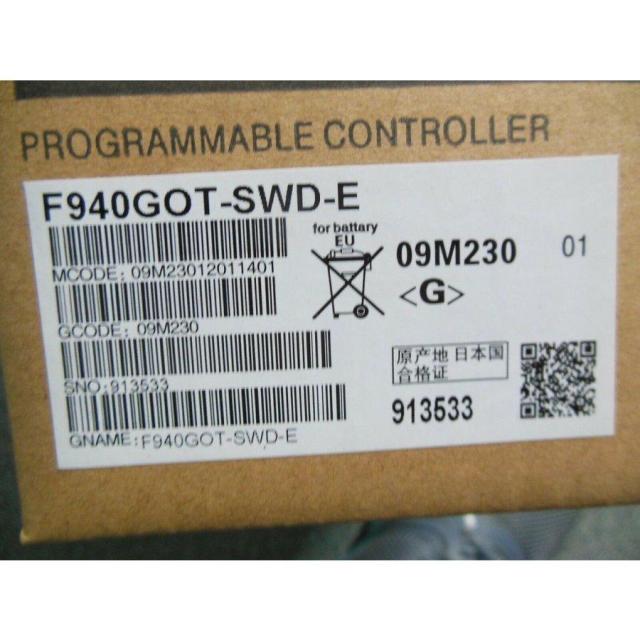 PROGRAMMABLE CONTROLLER
F940GOT-SWD-E
for battary
EU
09M230 01
MCODE: 09M23012011401
<G>
GCODE: 09M230
原产地 日本国
合格证
SNO: 913533
913533
GNAME: F940GOT-SWD-E